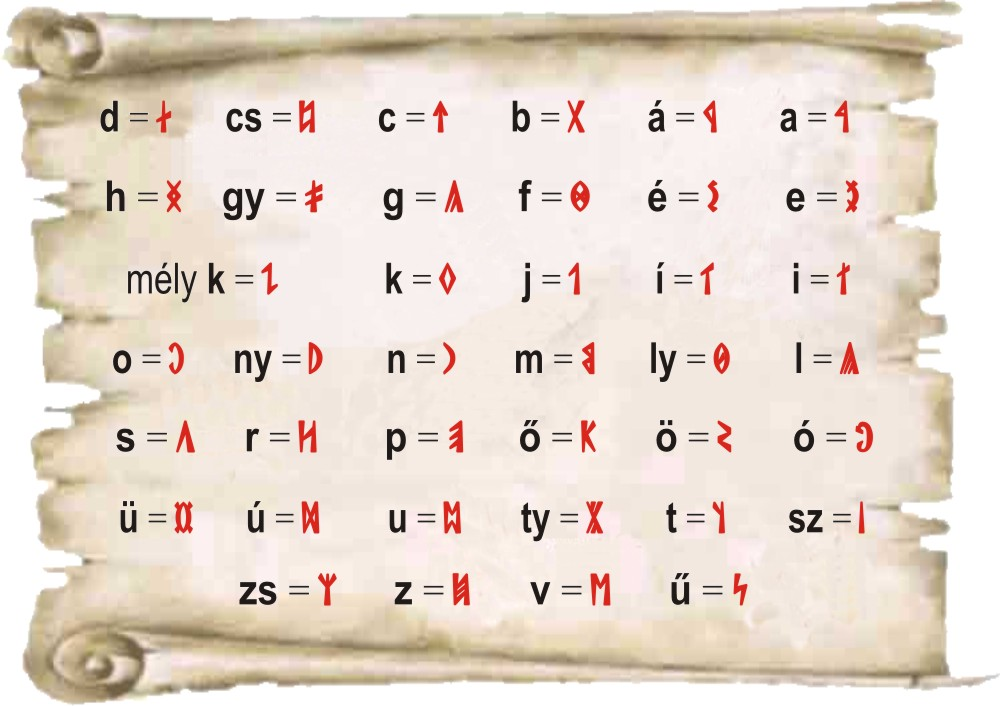 d = 𐲇 cs = 𐲆 c = 𐲄 b = 𐲂 á = 𐲁 a = 𐲀
h = 𐲏 gy = 𐲎 g = 𐲍 f = 𐲌 é = 𐲋 e = 𐲉
mély k = 𐲔 k = 𐲓 j = 𐲒 í = 𐲑 i = 𐲐
o = 𐲛 ny = 𐲚 n = 𐲙 m = 𐲘 ly = 𐲗 l = 𐲖
s = 𐲤 r = 𐲢 p = 𐲠 ő = 𐲟 ö = 𐲞 ó = 𐲜
ü = 𐲬 ú = 𐲫 u = 𐲪 ty = 𐲨 t = 𐲦 sz = 𐲥
zs = 𐲰 z = 𐲯 v = 𐲮 ű = 𐲭